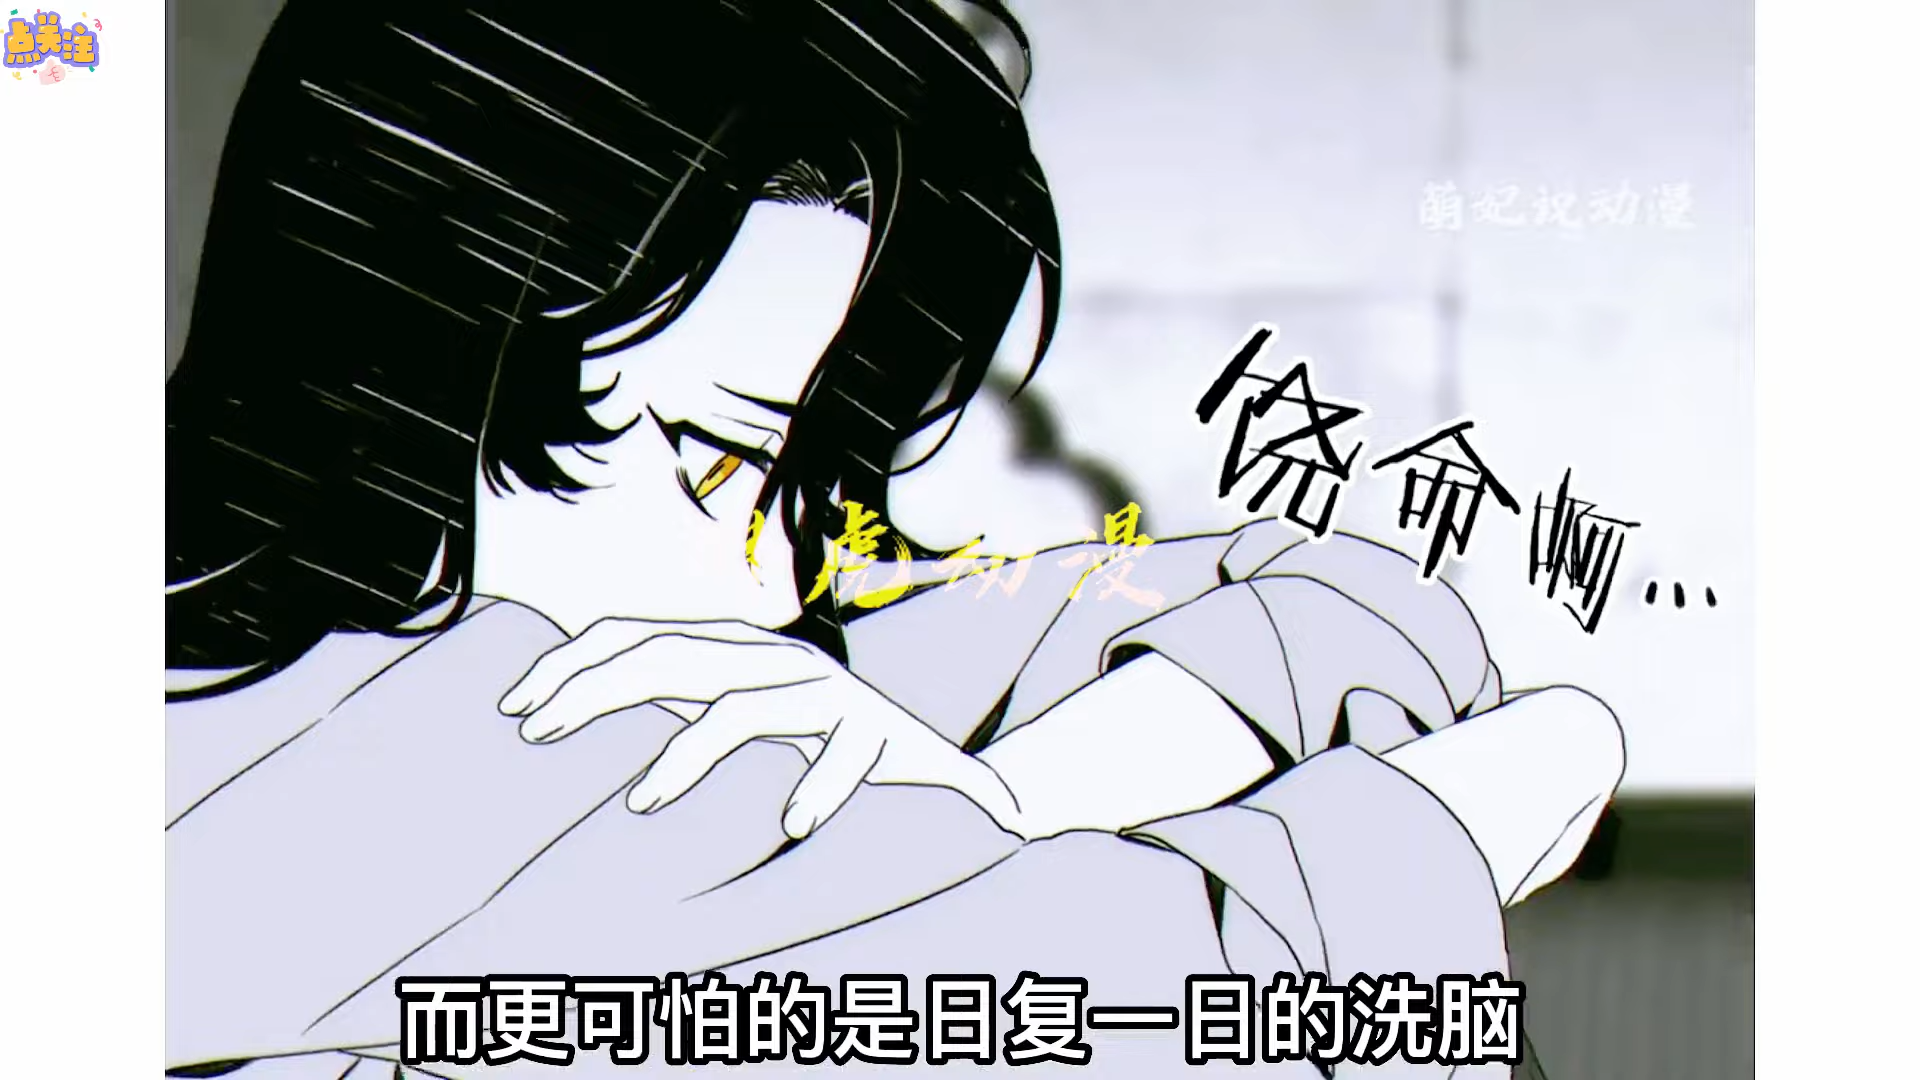 点关注
萌妃说动漫
饶命啊...
虎动漫
而更可怕的是日复一日的洗脑